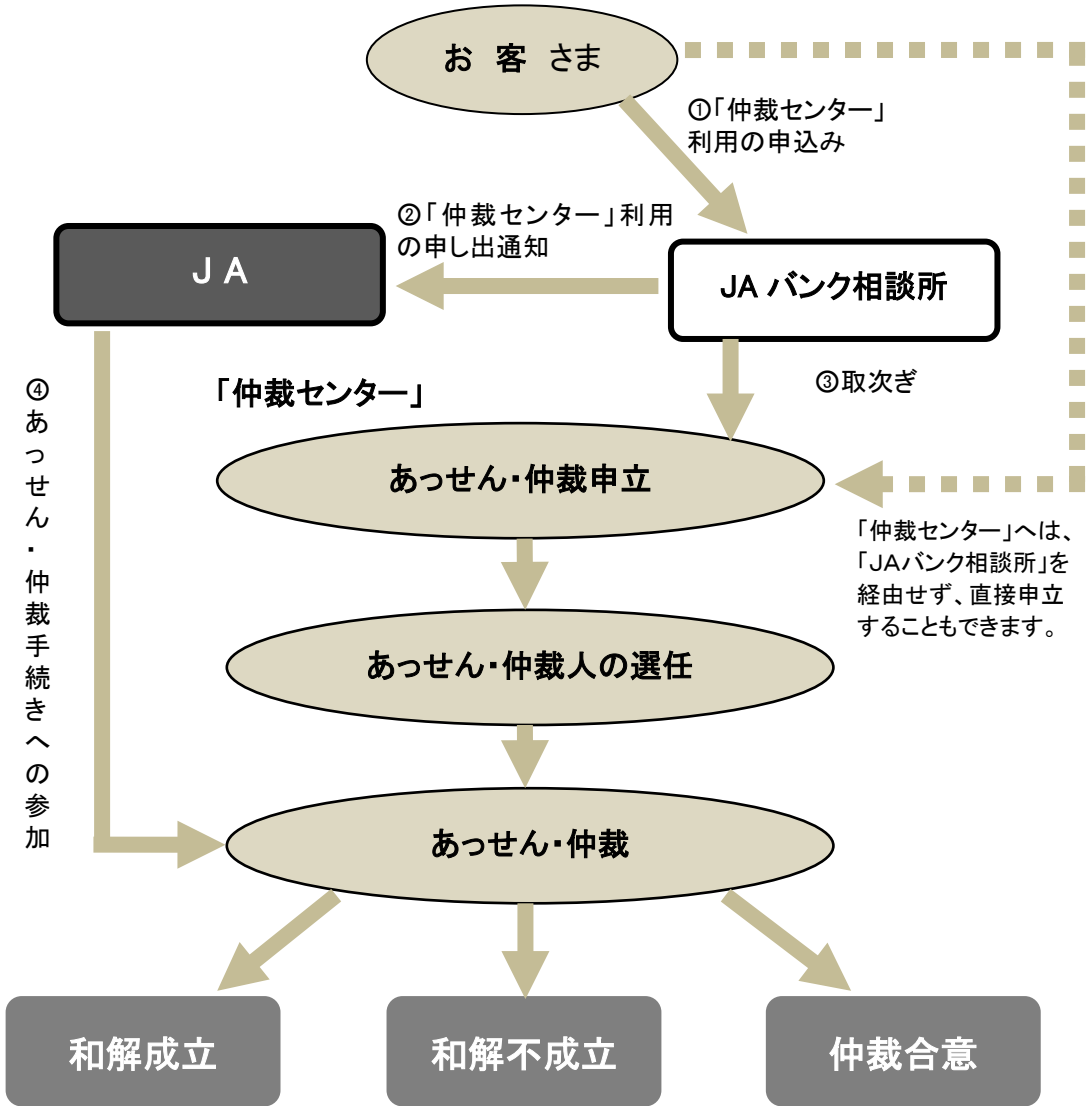 お 客 さま
①「仲裁センター」
利用の申込み
②「仲裁センター」利用
の申し出通知
JA
JA バンク相談所
③取次ぎ
④あっせん・仲裁手続きへの参加
「仲裁センター」
あっせん・仲裁申立
「仲裁センター」へは、
「JAバンク相談所」を
経由せず、直接申立
することもできます。
あっせん・仲裁人の選任
あっせん・仲裁
和解成立
和解不成立
仲裁合意